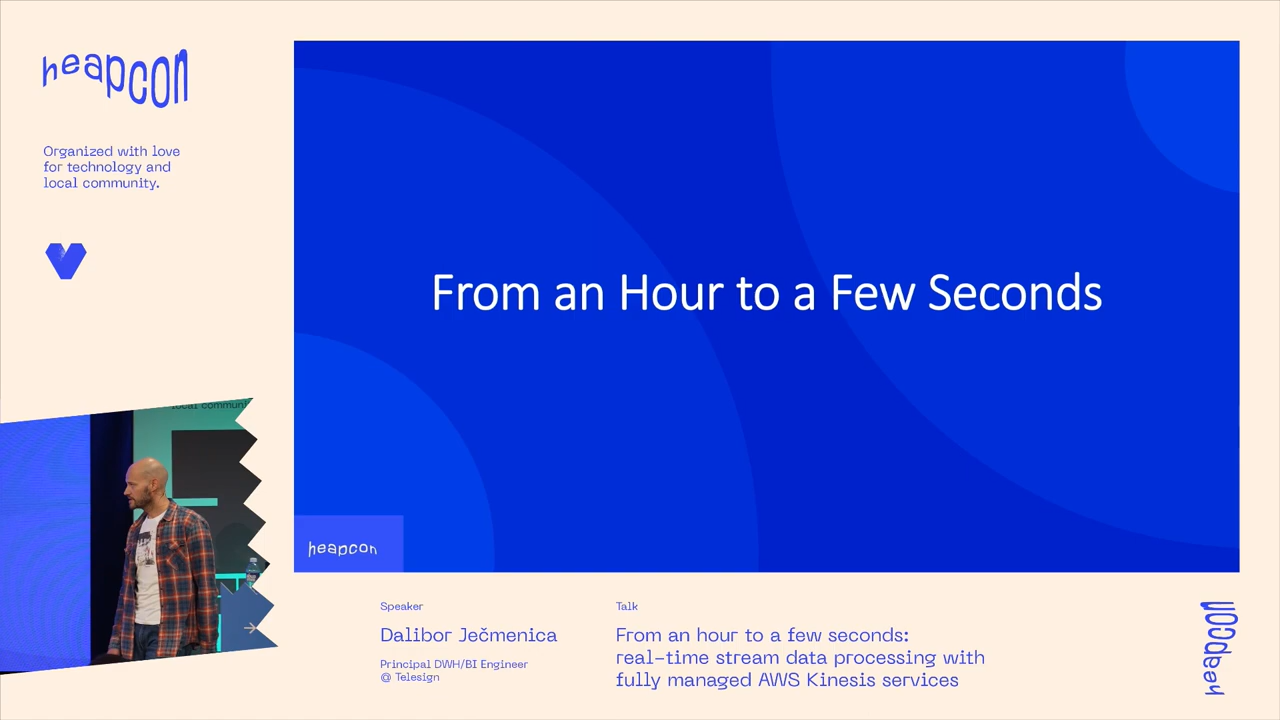 heapcon
Organized with love
for technology and
local community.
From an Hour to a Few Seconds
heapcon
local communi
Speaker
Dalibor Ječmenica
Principal DWH/BI Engineer
@ Telesign
Talk
From an hour to a few seconds:
real-time stream data processing with
fully managed AWS Kinesis services
heapcon